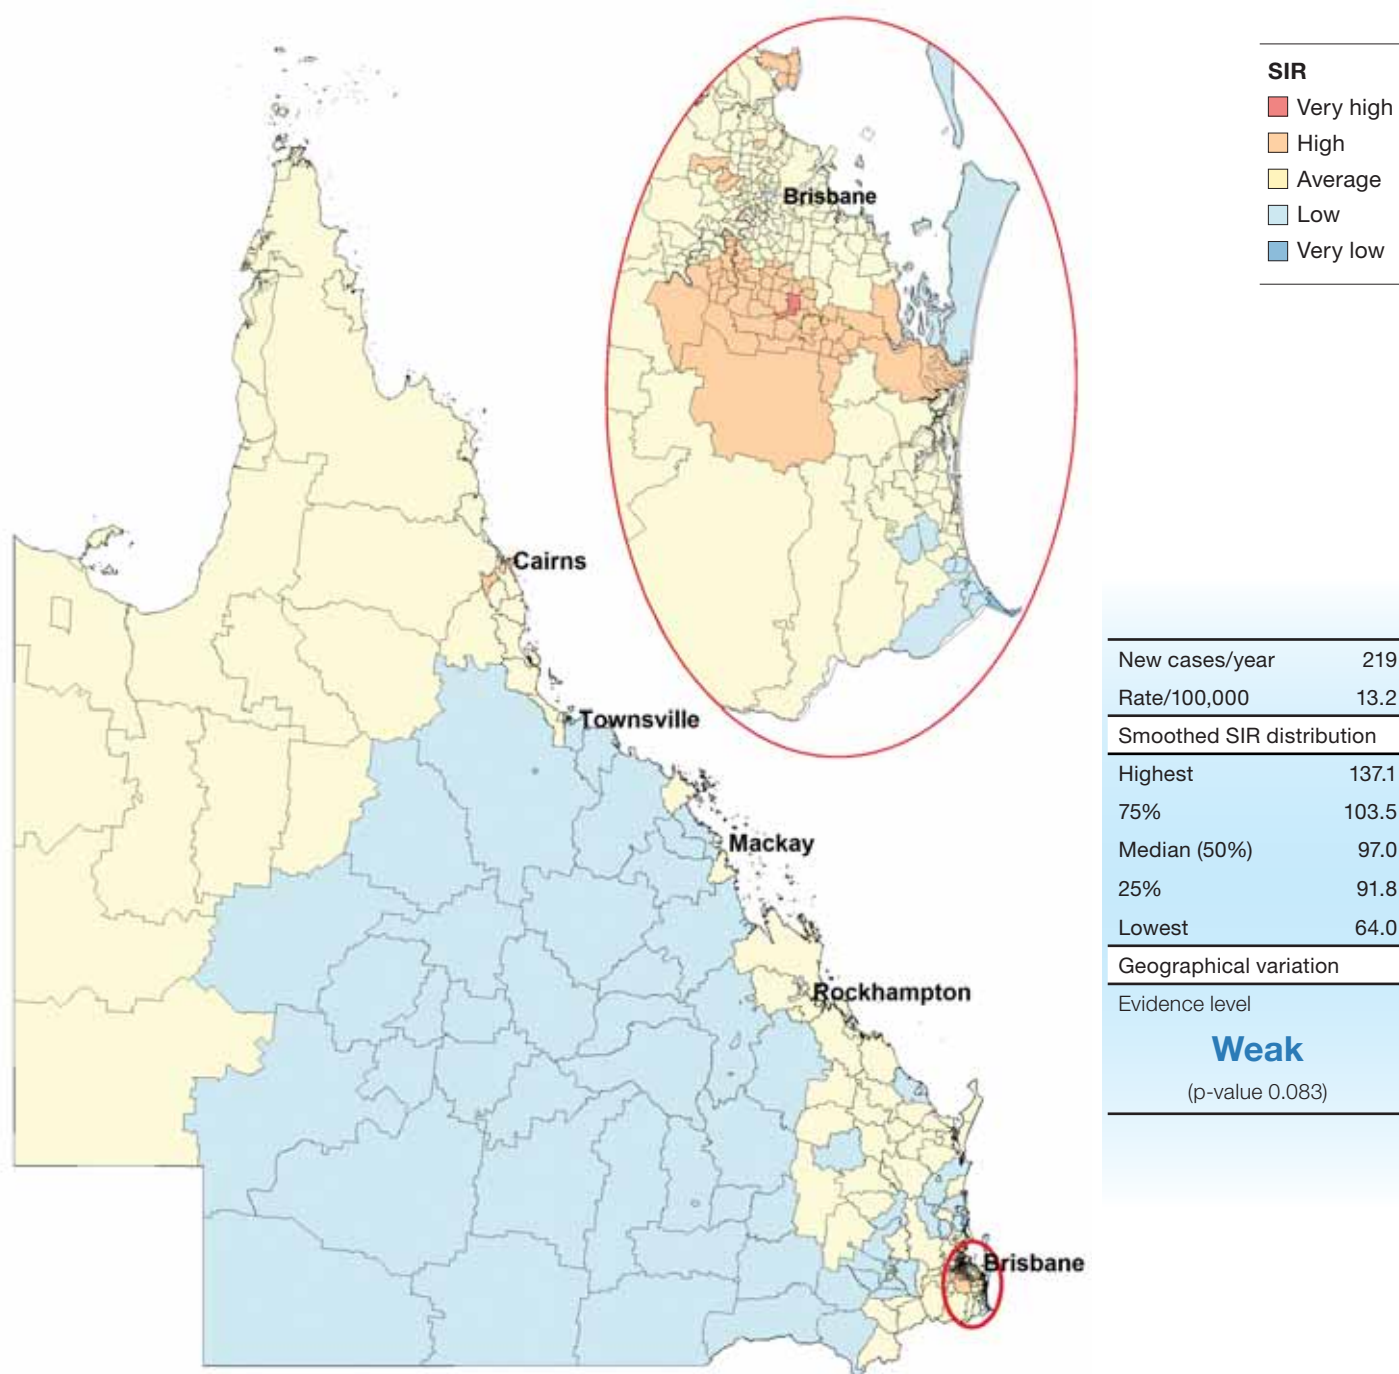 SIR
Very high
High
Average
Low
Very low
Brisbane
Cairns
Townsville
Mackay
Rockhampton
Brisbane
New cases/year 219
Rate/100,000 13.2
Smoothed SIR distribution
Highest 137.1
75% 103.5
Median (50%) 97.0
25% 91.8
Lowest 64.0
Geographical variation
Evidence level
Weak
(p-value 0.083)